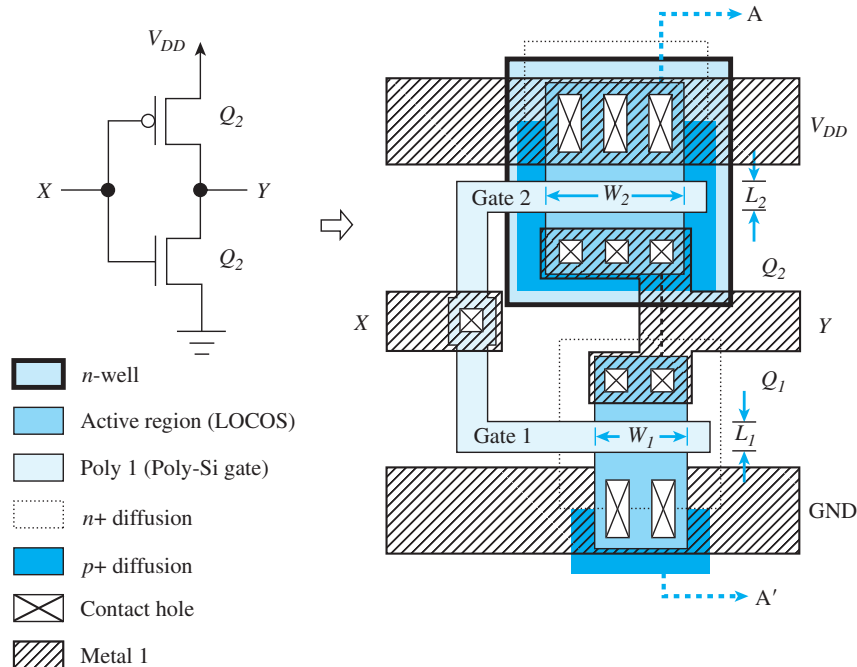 V_DD
Q_2
X
Y
Q_2
n-well
Active region (LOCOS)
Poly 1 (Poly-Si gate)
n+ diffusion
p+ diffusion
Contact hole
Metal 1
A
V_DD
Gate 2
W_2
L_2
Q_2
X
Y
Q_1
Gate 1
W_1
L_1
GND
A′